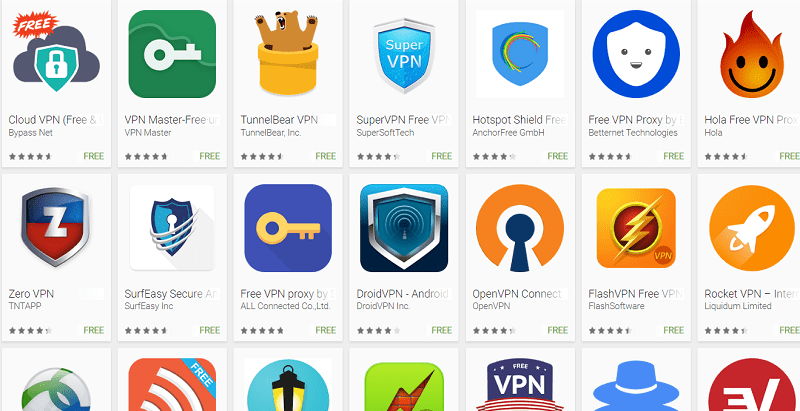 FREE
Cloud VPN (Free &
Bypass Net
FREE
VPN Master-Free
VPN Master
FREE
TunnelBear VPN
TunnelBear, Inc.
FREE
Super
VPN
SuperVPN Free VPN
SuperSoftTech
FREE
Hotspot Shield Free
AnchorFree GmbH
FREE
Free VPN Proxy by
Betternet Technologies
FREE
Hola Free VPN Prox
Hola
FREE
Z
Zero VPN
TNTAPP
FREE
SurfEasy Secure
SurfEasy Inc
FREE
Free VPN proxy by
ALL Connected Co.,Ltd.
FREE
DroidVPN - Android
DroidVPN Inc.
FREE
OpenVPN Connect
OpenVPN
FREE
VPN
FlashVPN Free VPN
FlashSoftware
FREE
Rocket VPN – Inter
Liquidum Limited
FREE
FREE
FREE
VPN
EV